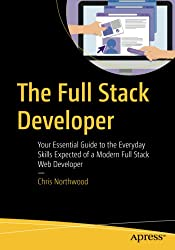 The Full Stack
Developer
Your Essential Guide to the Everyday
Skills Expected of a Modern Full Stack
Web Developer
—
Chris Northwood
Apress®